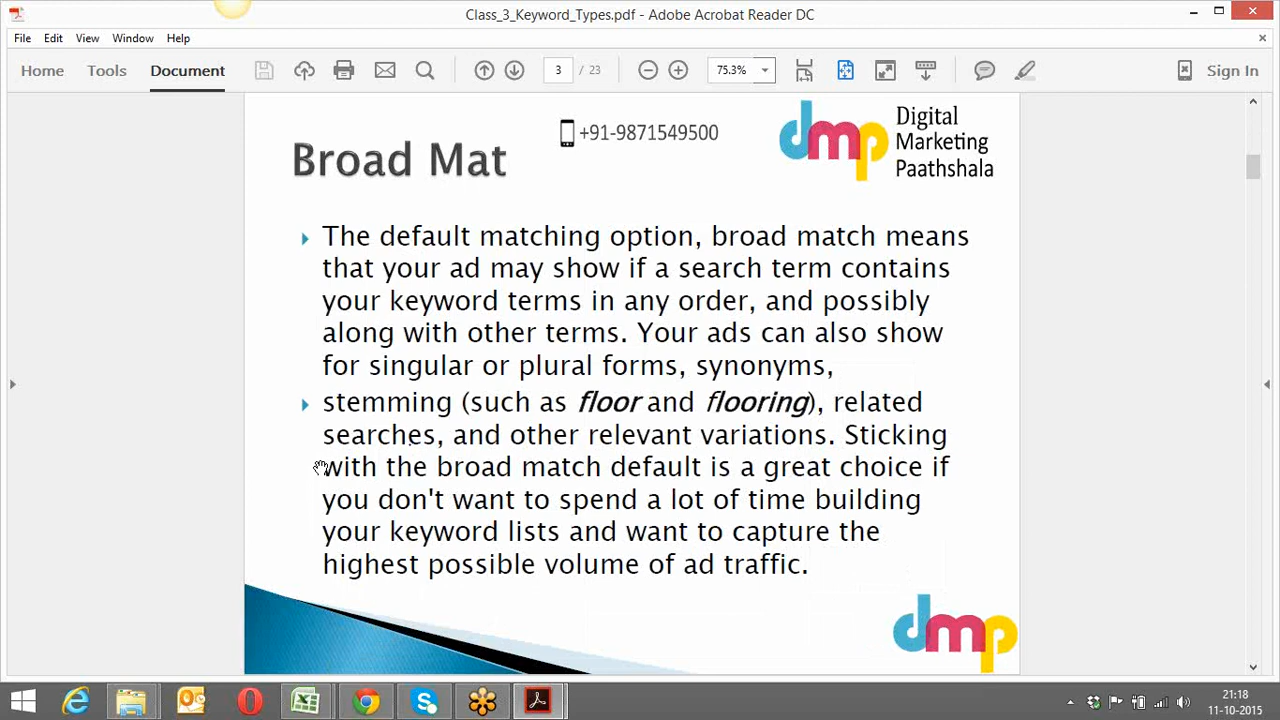 Class_3_Keyword_Types.pdf - Adobe Acrobat Reader DC
File Edit View Window Help
Home Tools Document 3 / 23 75.3% Sign In
+91-9871549500
dmp Digital
Marketing
Paathshala
Broad Mat
The default matching option, broad match means
that your ad may show if a search term contains
your keyword terms in any order, and possibly
along with other terms. Your ads can also show
for singular or plural forms, synonyms,
stemming (such as floor and flooring), related
searches, and other relevant variations. Sticking
with the broad match default is a great choice if
you don't want to spend a lot of time building
your keyword lists and want to capture the
highest possible volume of ad traffic.
dmp
21:18
11-10-2015